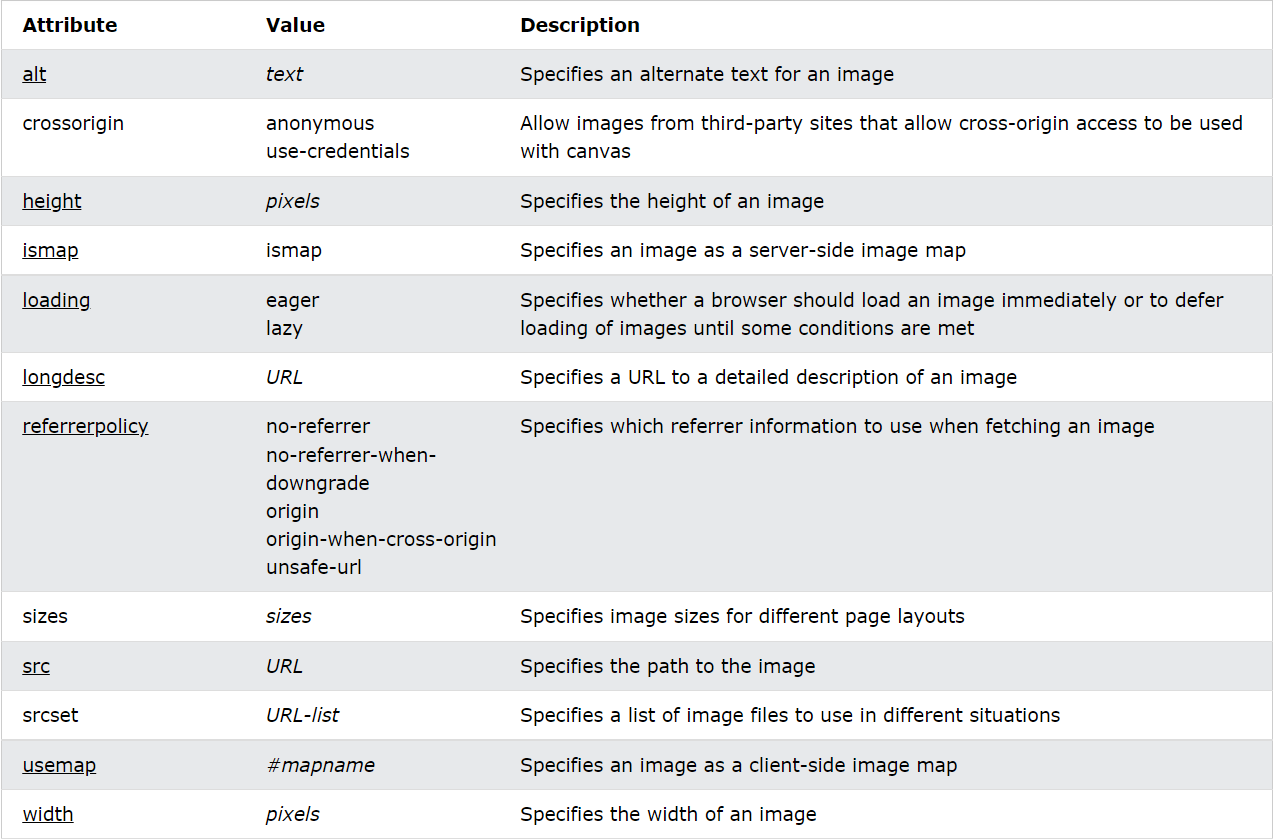 Attribute Value Description
alt text Specifies an alternate text for an image
crossorigin anonymous Allow images from third-party sites that allow cross-origin access to be used
use-credentials with canvas
height pixels Specifies the height of an image
ismap ismap Specifies an image as a server-side image map
loading eager Specifies whether a browser should load an image immediately or to defer
lazy loading of images until some conditions are met
longdesc URL Specifies a URL to a detailed description of an image
referrerpolicy no-referrer Specifies which referrer information to use when fetching an image
no-referrer-when-
downgrade
origin
origin-when-cross-origin
unsafe-url
sizes sizes Specifies image sizes for different page layouts
src URL Specifies the path to the image
srcset URL-list Specifies a list of image files to use in different situations
usemap #mapname Specifies an image as a client-side image map
width pixels Specifies the width of an image